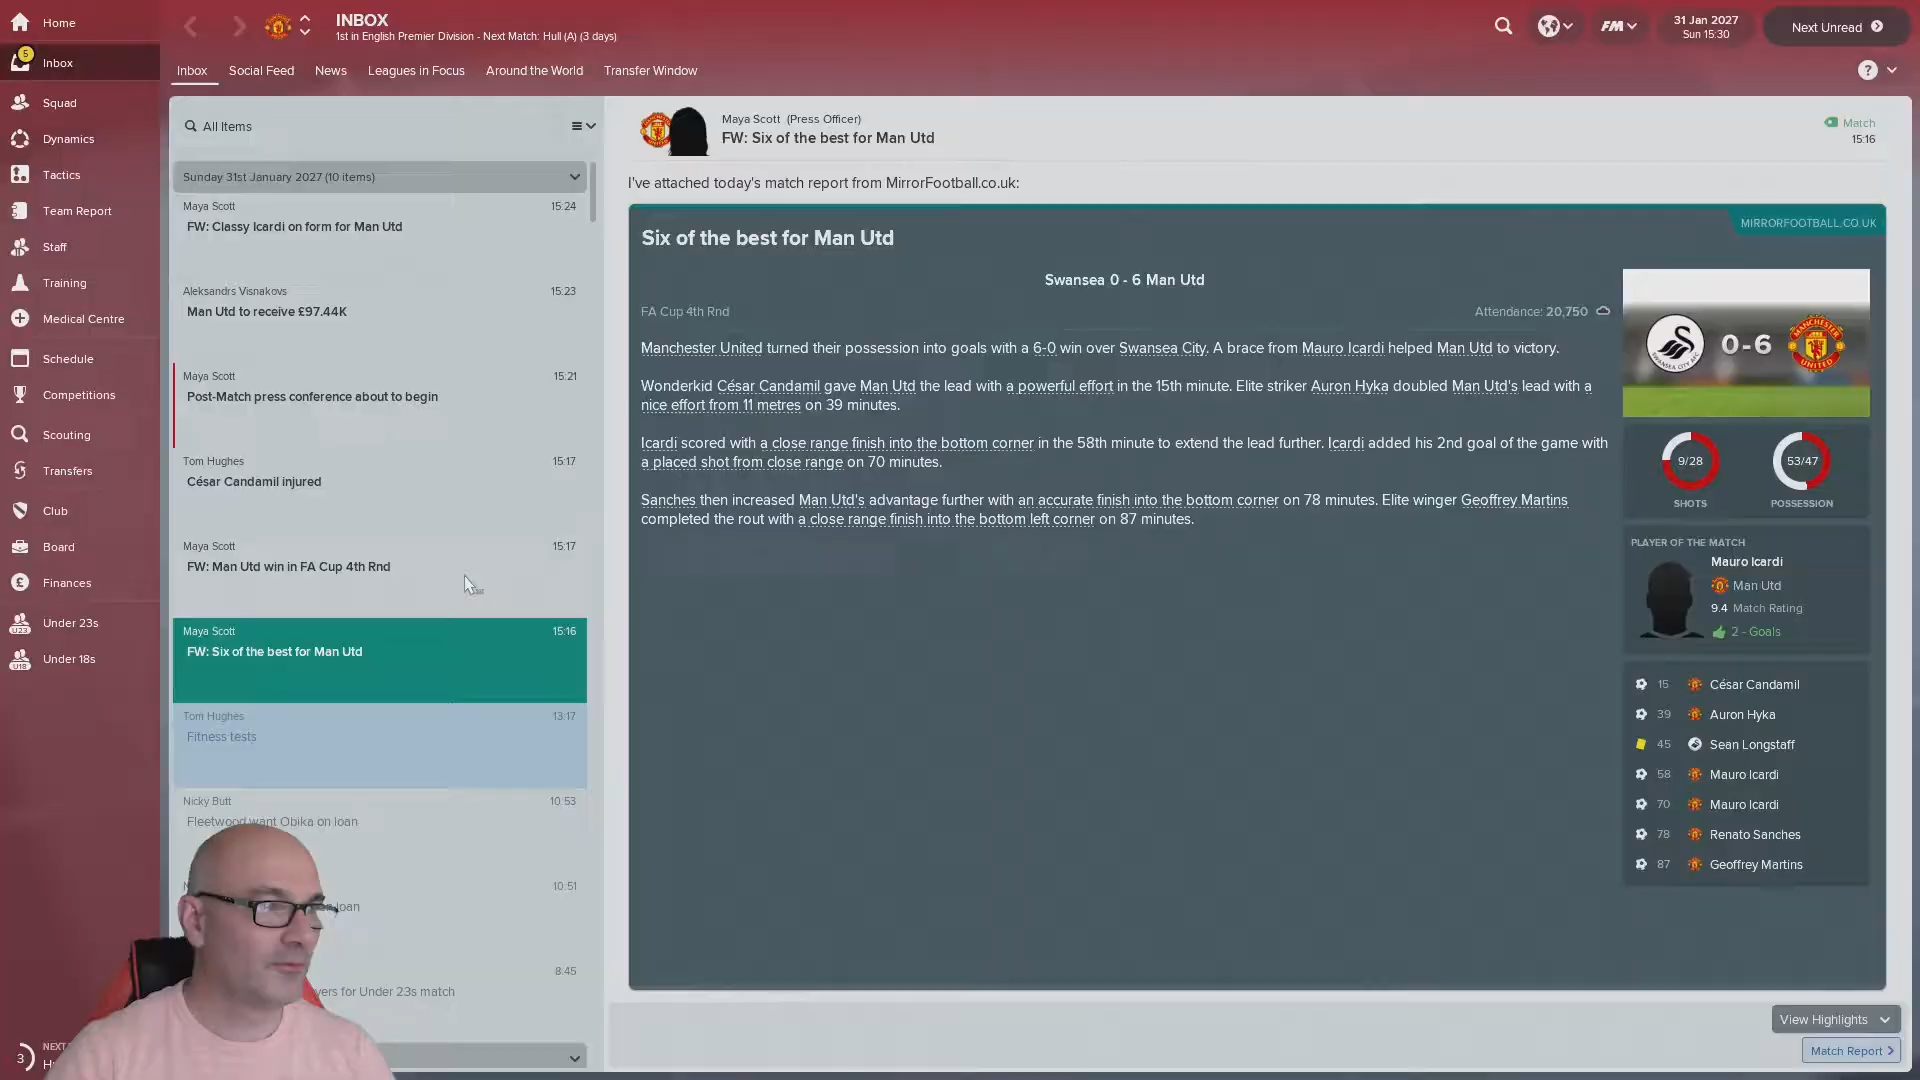 Home
5
Inbox
Squad
Dynamics
Tactics
Team Report
Staff
Training
Medical Centre
Schedule
Competitions
Scouting
Transfers
Club
Board
Finances
U23
Under 23s
U18
Under 18s
3
NEXT
INBOX
1st in English Premier Division - Next Match: Hull (A) (3 days)
FM
31 Jan 2027
Sun 15:30
Next Unread
Inbox
Social Feed
News
Leagues in Focus
Around the World
Transfer Window
?
All Items
Sunday 31st January 2027 (10 items)
Maya Scott 15:24
FW: Classy Icardi on form for Man Utd
Aleksandrs Visnakovs 15:23
Man Utd to receive £97.44K
Maya Scott 15:21
Post-Match press conference about to begin
Tom Hughes 15:17
César Candamil injured
Maya Scott 15:17
FW: Man Utd win in FA Cup 4th Rnd
Maya Scott 15:16
FW: Six of the best for Man Utd
Tom Hughes 13:17
Fitness tests
Nicky Butt 10:53
Fleetwood want Obika on loan
10:51
loan
8:45
for Under 23s match
Maya Scott (Press Officer)
FW: Six of the best for Man Utd
Match
15:16
I've attached today's match report from MirrorFootball.co.uk:
MIRRORFOOTBALL.CO.UK
Six of the best for Man Utd
Swansea 0 - 6 Man Utd
FA Cup 4th Rnd
Attendance: 20,750
Manchester United turned their possession into goals with a 6-0 win over Swansea City. A brace from Mauro Icardi helped Man Utd to victory.
Wonderkid César Candamil gave Man Utd the lead with a powerful effort in the 15th minute. Elite striker Auron Hyka doubled Man Utd's lead with a
nice effort from 11 metres on 39 minutes.
Icardi scored with a close range finish into the bottom corner in the 58th minute to extend the lead further. Icardi added his 2nd goal of the game with
a placed shot from close range on 70 minutes.
Sanches then increased Man Utd's advantage further with an accurate finish into the bottom corner on 78 minutes. Elite winger Geoffrey Martins
completed the rout with a close range finish into the bottom left corner on 87 minutes.
0-6
9/28
53/47
SHOTS
POSSESSION
PLAYER OF THE MATCH
Mauro Icardi
Man Utd
9.4 Match Rating
2 - Goals
15 César Candamil
39 Auron Hyka
45 Sean Longstaff
58 Mauro Icardi
70 Mauro Icardi
78 Renato Sanches
87 Geoffrey Martins
View Highlights
Match Report